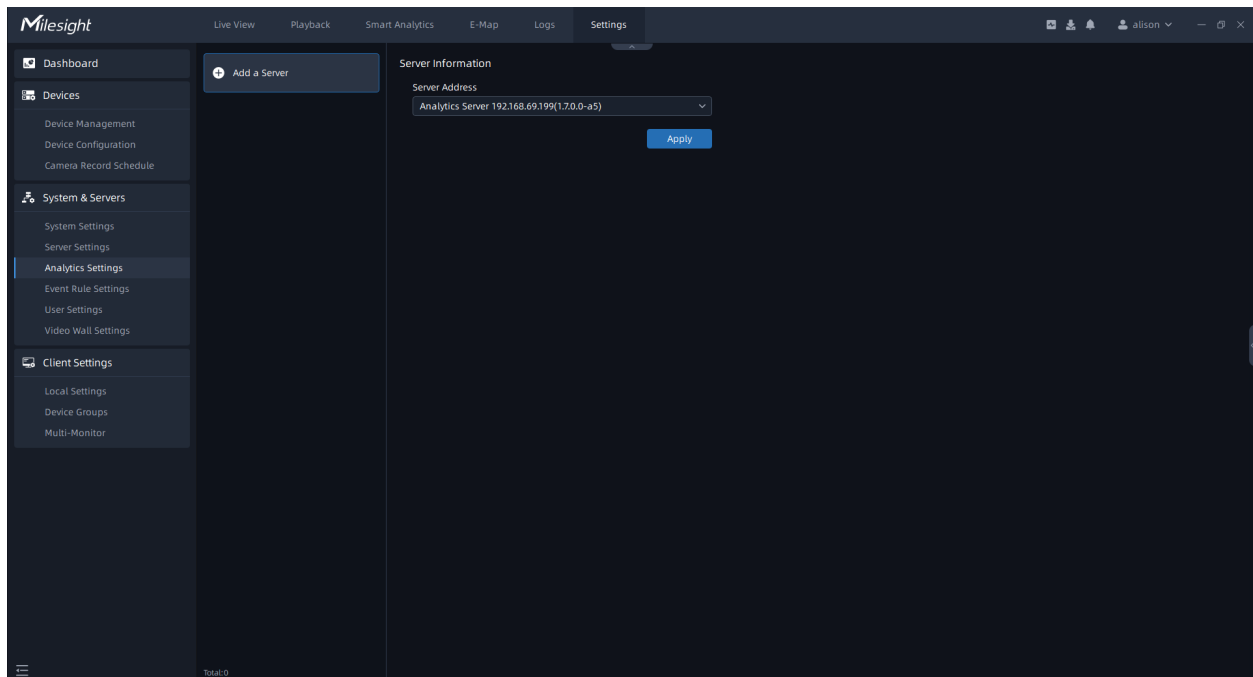 Milesight
Live View
Playback
Smart Analytics
E-Map
Logs
Settings
alison
Dashboard
Devices
Device Management
Device Configuration
Camera Record Schedule
System & Servers
System Settings
Server Settings
Analytics Settings
Event Rule Settings
User Settings
Video Wall Settings
Client Settings
Local Settings
Device Groups
Multi-Monitor
Add a Server
Total:0
Server Information
Server Address
Analytics Server 192.168.69.199(1.7.0.0-a5)
Apply